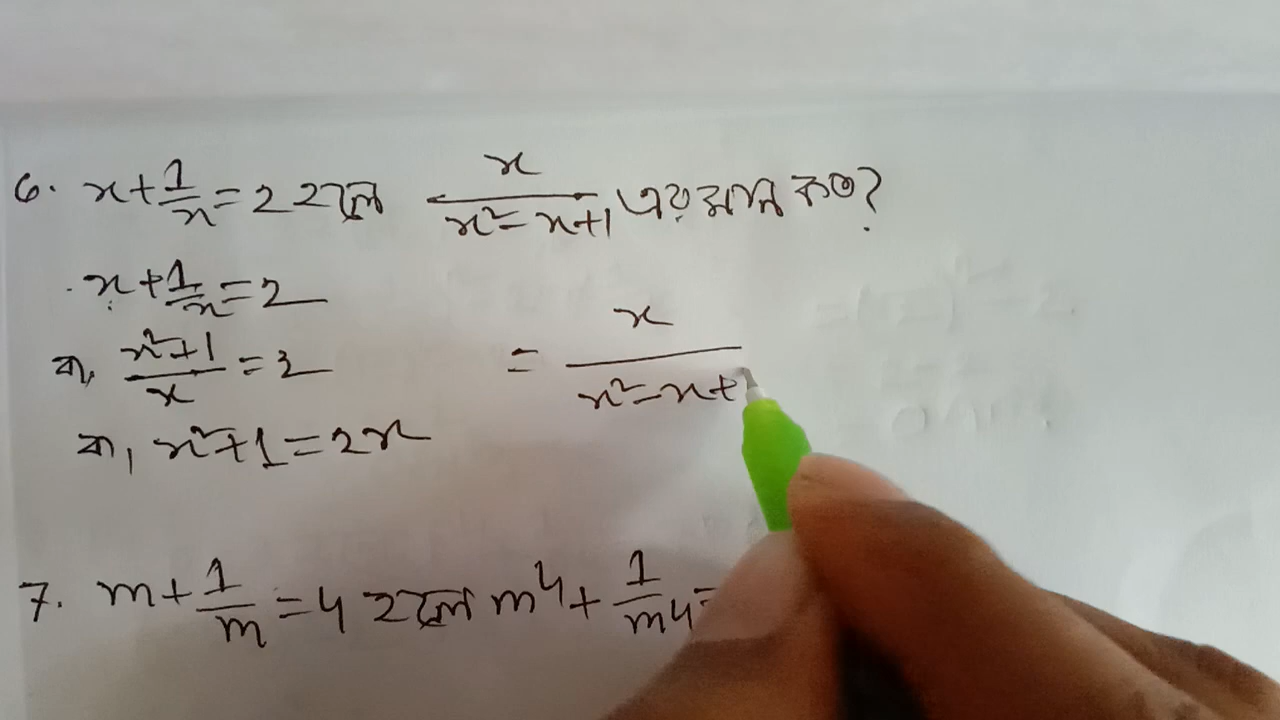 6. x + 1/x = 2 হলে x/(x² - x + 1) এর মান কত?
x + 1/x = 2
বা, (x² + 1)/x = 2
বা, x² + 1 = 2x
= x/(x² - x +
7. m + 1/m = 4 হলে m⁴ + 1/m4 =